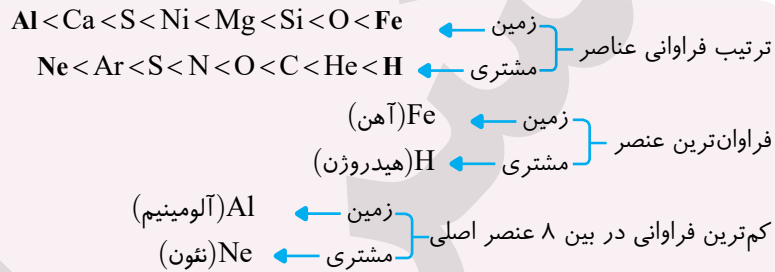 ترتیب فراوانی عناصر
زمین Al<Ca<S<Ni<Mg<Si<O<Fe
مشتری Ne<Ar<S<N<O<C<He<H
فراوان‌ترین عنصر
زمین Fe(آهن)
مشتری H(هیدروژن)
کم‌ترین فراوانی در بین ۸ عنصر اصلی
زمین Al(آلومینیم)
مشتری Ne(نئون)